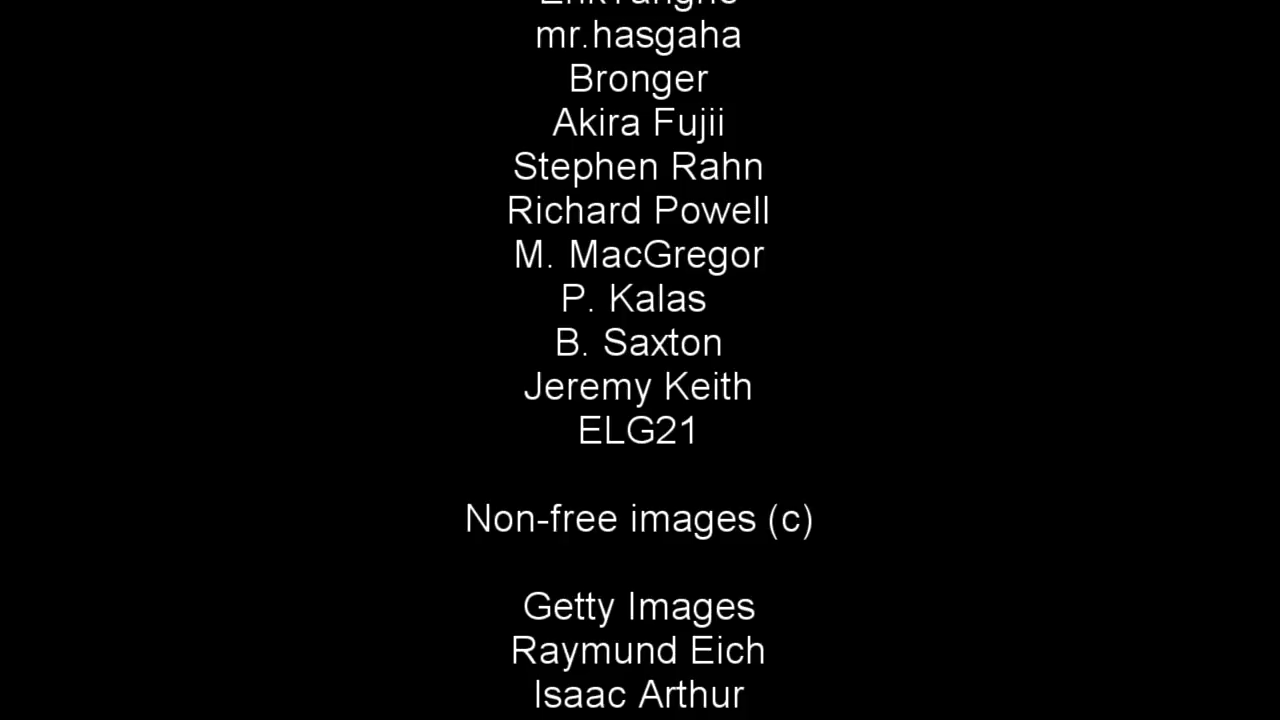 mr.hasgaha
Bronger
Akira Fujii
Stephen Rahn
Richard Powell
M. MacGregor
P. Kalas
B. Saxton
Jeremy Keith
ELG21
Non-free images (c)
Getty Images
Raymund Eich
Isaac Arthur